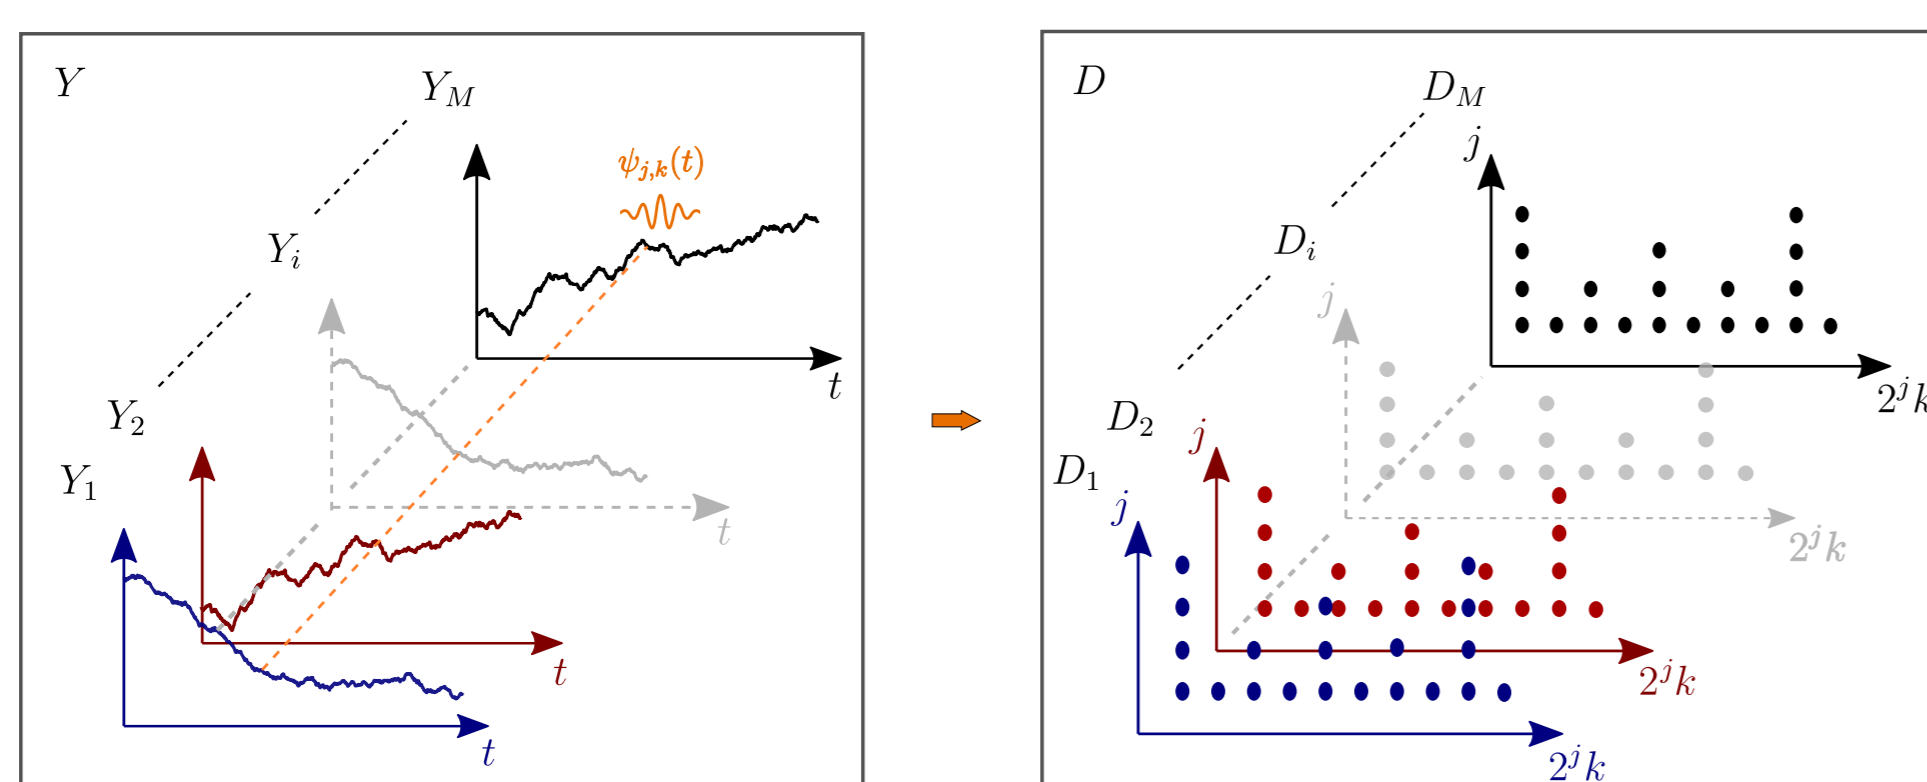 Y
Y_M
ψ_{j,k}(t)
Y_i
t
Y_2
Y_1
t
t
t
D
D_M
j
D_i
j
2^j k
D_2
j
D_1
j
2^j k
2^j k
2^j k